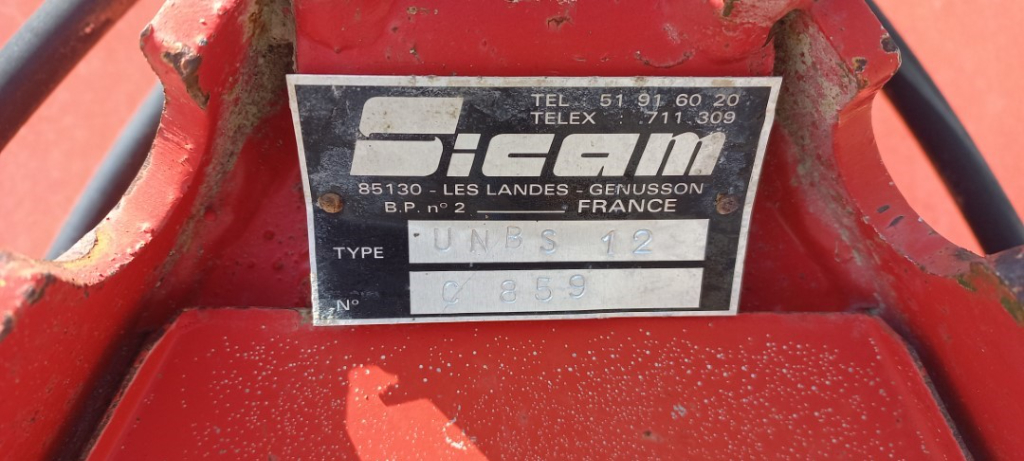 TEL : 51 91 60 20
TELEX : 711.309
Sicam
85130 - LES LANDES - GENUSSON
B.P. n° 2 ________ FRANCE
TYPE UNBS 12
N° C 859